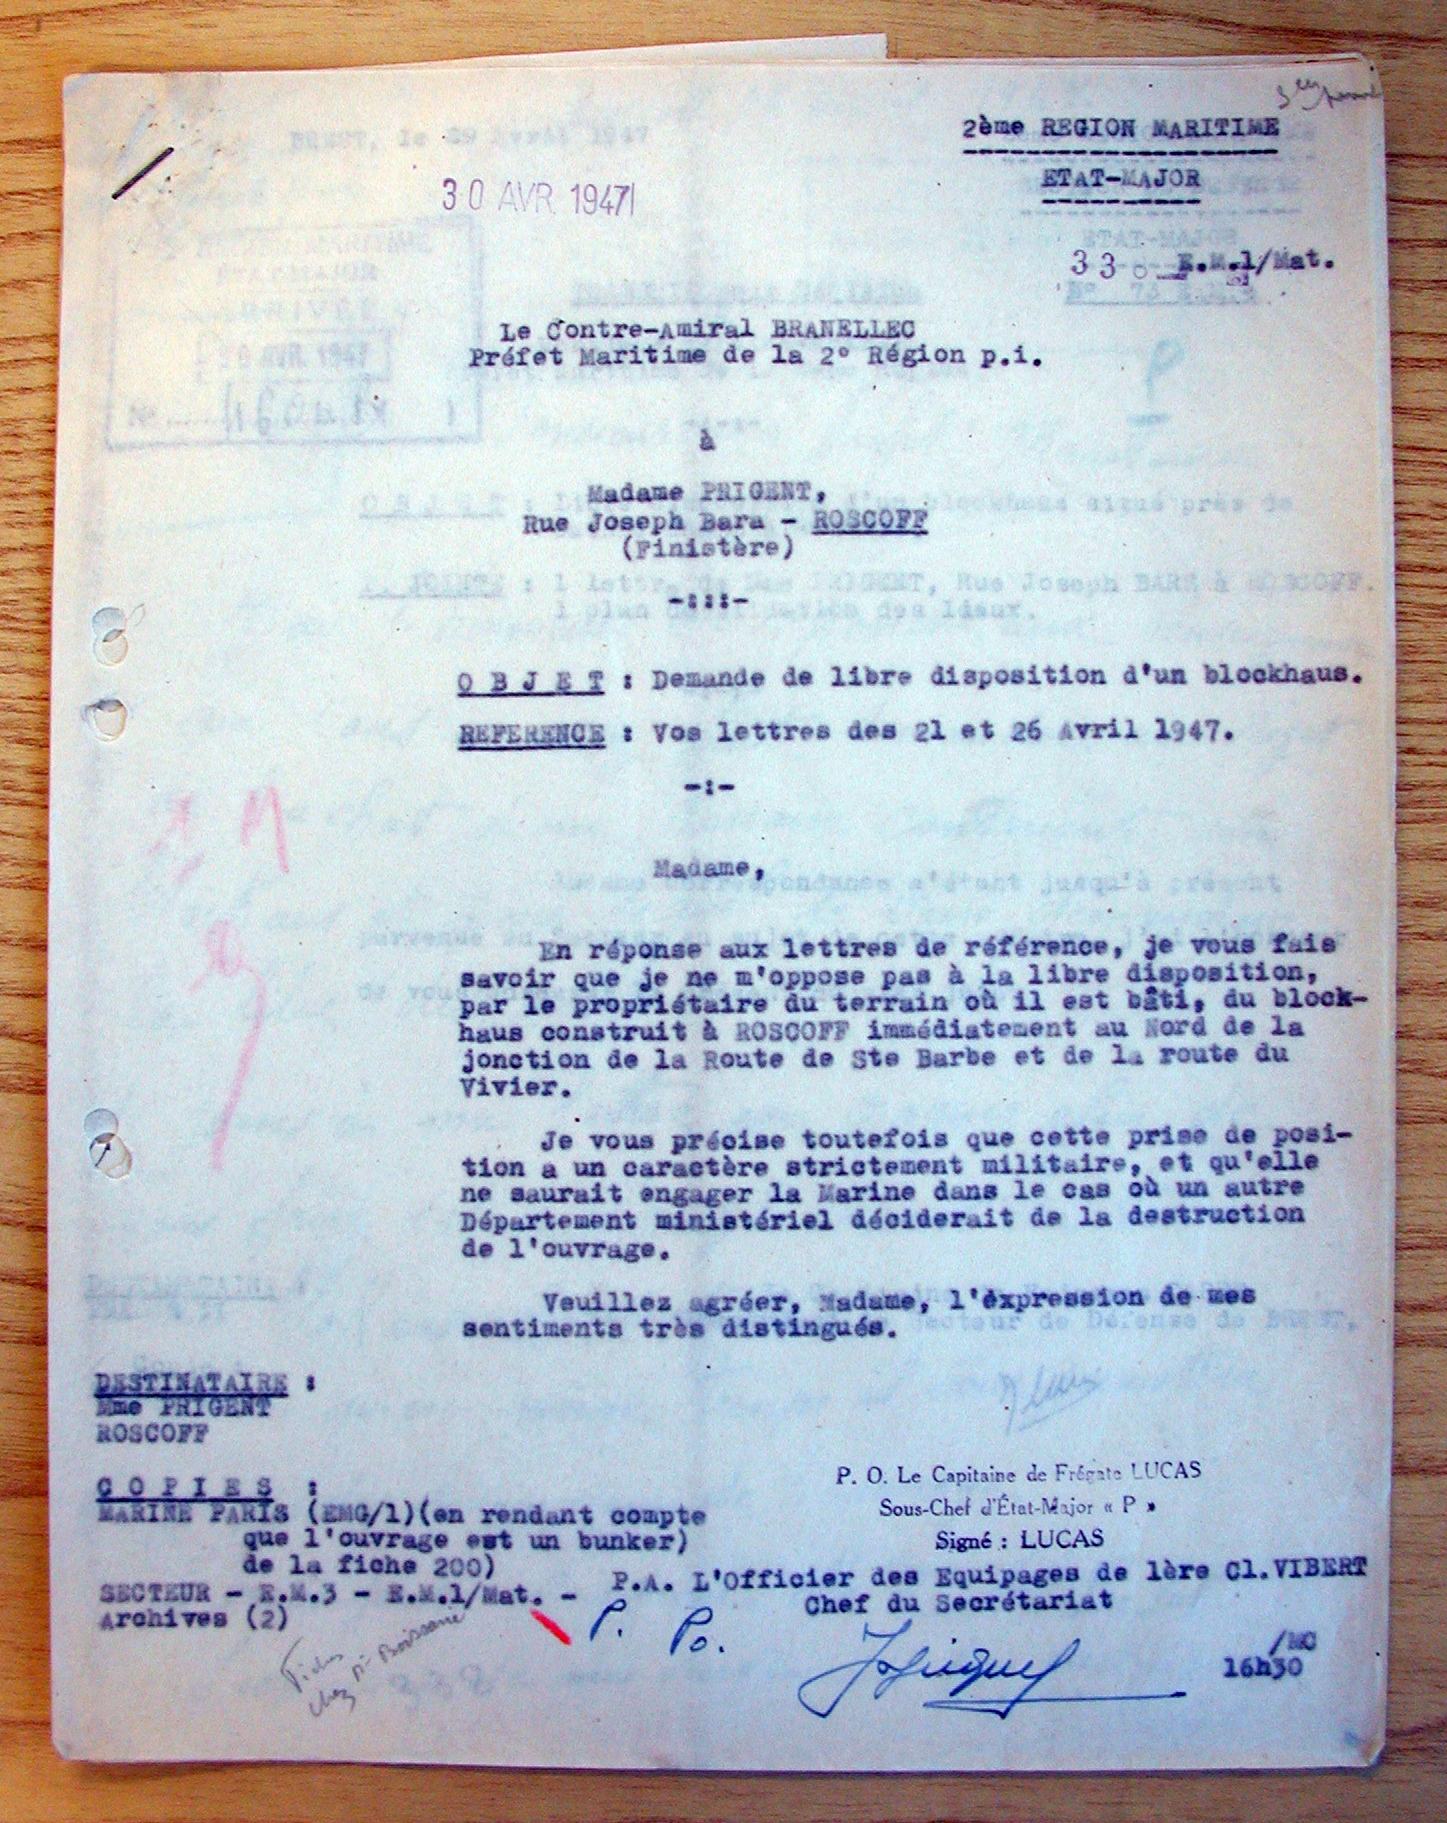 2ème REGION MARITIME
ETAT-MAJOR
30 AVR 1947
33 E.M.1/Mat.
Le Contre-Amiral BRANELLEC
Préfet Maritime de la 2° Région p.i.
à
Madame PRIGENT,
Rue Joseph Bara - ROSCOFF
(Finistère)
-:::-
O B J E T : Demande de libre disposition d'un blockhaus.
REFERENCE : Vos lettres des 21 et 26 Avril 1947.
-:-
Madame,
En réponse aux lettres de référence, je vous fais
savoir que je ne m'oppose pas à la libre disposition,
par le propriétaire du terrain où il est bâti, du block-
haus construit à ROSCOFF immédiatement au Nord de la
jonction de la Route de Ste Barbe et de la route du
Vivier.
Je vous précise toutefois que cette prise de posi-
tion a un caractère strictement militaire, et qu'elle
ne saurait engager la Marine dans le cas où un autre
Département ministériel déciderait de la destruction
de l'ouvrage.
Veuillez agréer, Madame, l'expression de mes
sentiments très distingués.
DESTINATAIRE :
Mme PRIGENT
ROSCOFF
C O P I E S :
MARINE PARIS (EMG/1)(en rendant compte
que l'ouvrage est un bunker)
de la fiche 200)
SECTEUR - E.M.3 - E.M.1/Mat. -
Archives (2)
P. O. Le Capitaine de Frégate LUCAS
Sous-Chef d'État-Major « P »
Signé : LUCAS
P.A. L'Officier des Equipages de 1ère Cl.VIBERT
Chef du Secrétariat
P. Po.
/MC
16h30